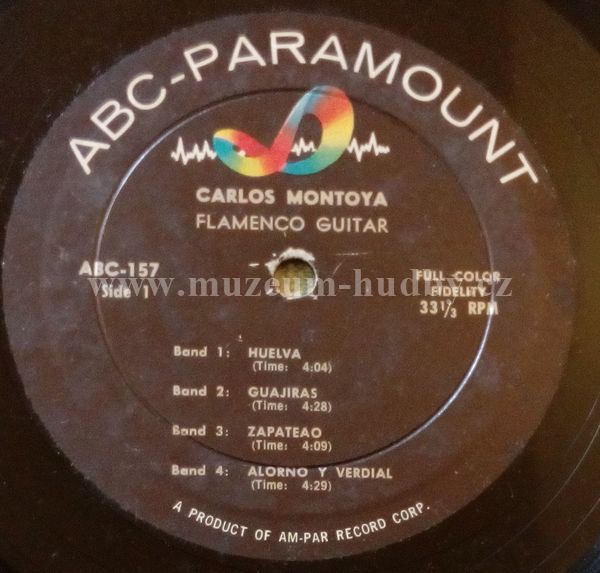 ABC-PARAMOUNT
CARLOS MONTOYA
FLAMENCO GUITAR
ABC-157
Side 1
FULL COLOR
FIDELITY
33 1/3 RPM
www.muzeum-hudby.cz
Band 1: HUELVA
(Time: 4:04)
Band 2: GUAJIRAS
(Time: 4:28)
Band 3: ZAPATEAO
(Time: 4:09)
Band 4: ALORNO Y VERDIAL
(Time: 4:29)
A PRODUCT OF AM-PAR RECORD CORP.